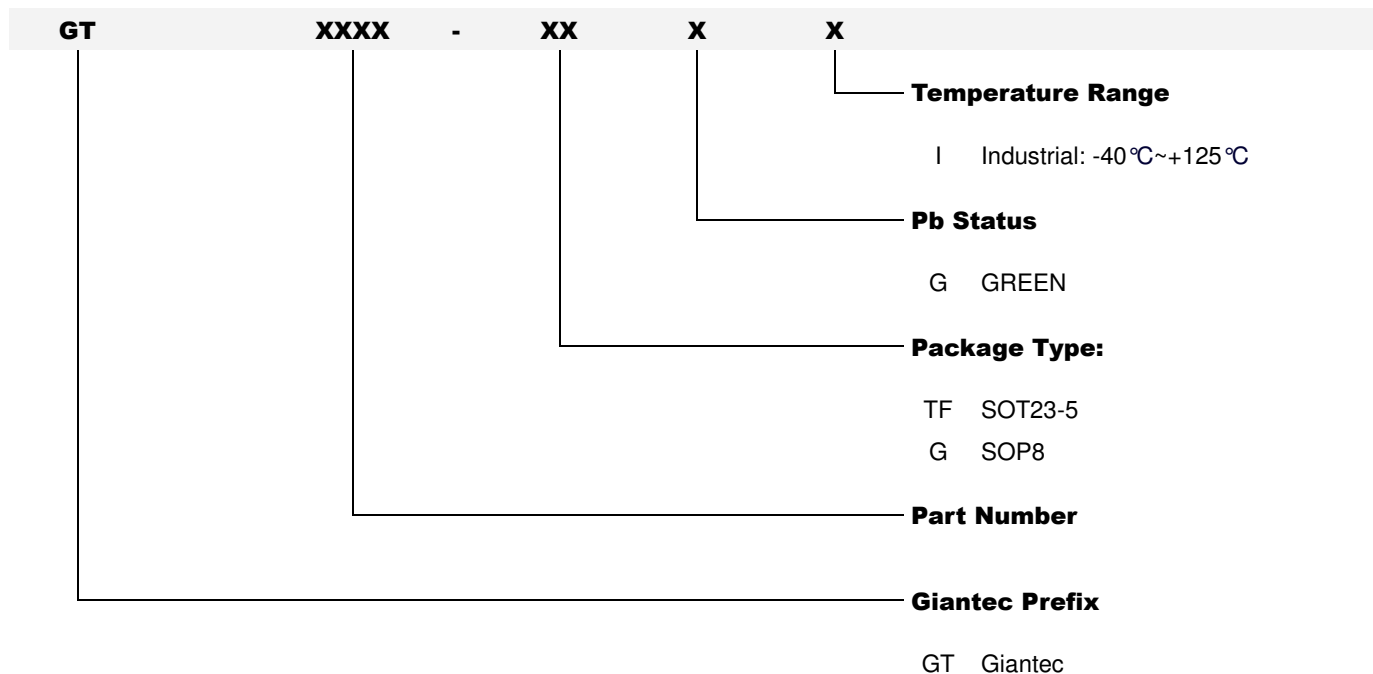 GT XXXX - XX X X
Temperature Range
I Industrial: -40℃~+125℃
Pb Status
G GREEN
Package Type:
TF SOT23-5
G SOP8
Part Number
Giantec Prefix
GT Giantec